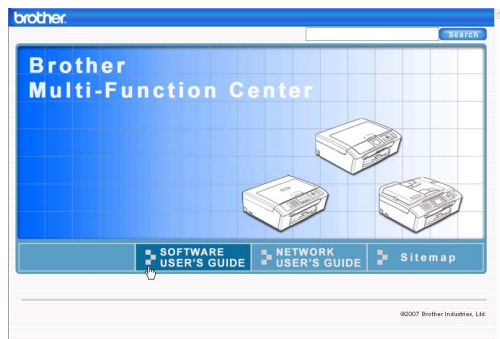 brother.
Search
Brother
Multi-Function Center
SOFTWARE
USER'S GUIDE
NETWORK
USER'S GUIDE
Sitemap
©2007 Brother Industries, Ltd.